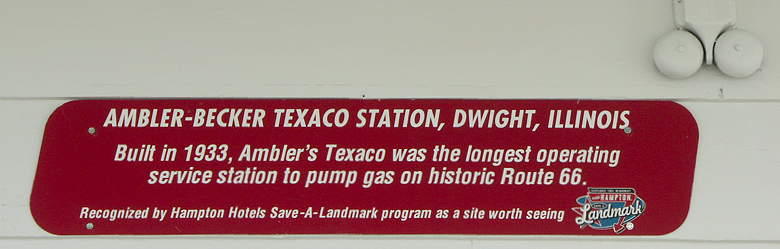 AMBLER-BECKER TEXACO STATION, DWIGHT, ILLINOIS
Built in 1933, Ambler's Texaco was the longest operating
service station to pump gas on historic Route 66.
Recognized by Hampton Hotels Save-A-Landmark program as a site worth seeing
HAMPTON
Landmark